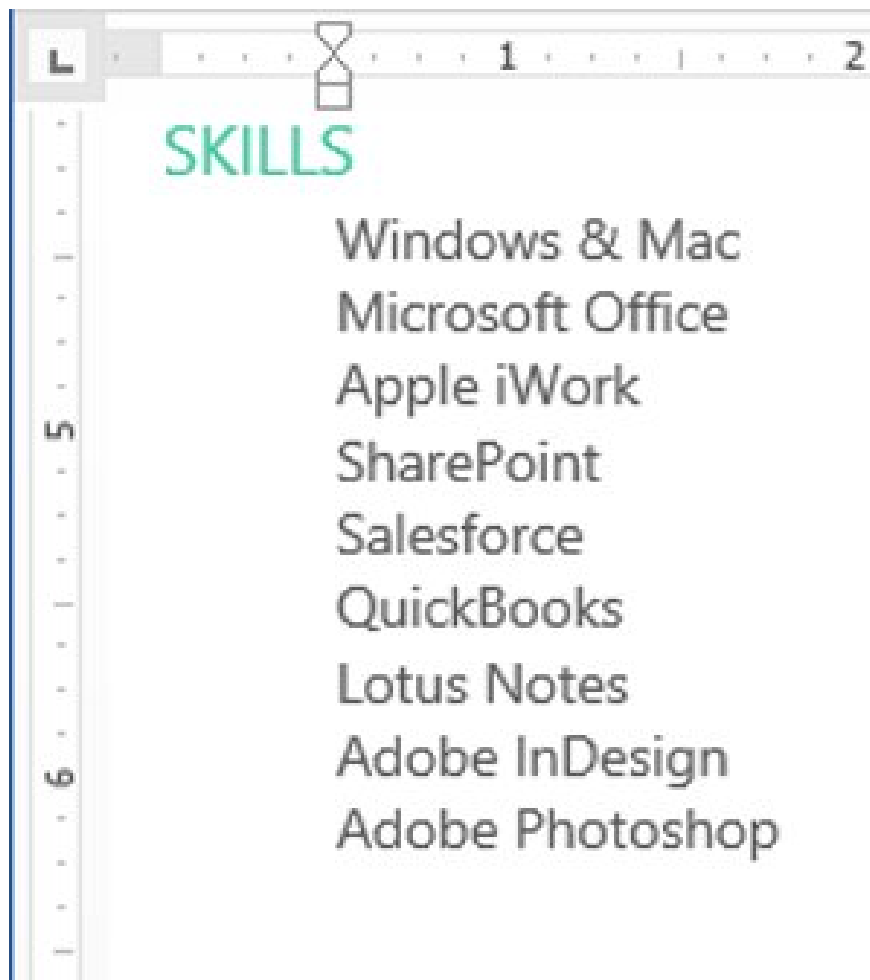 1 2
SKILLS
Windows & Mac
Microsoft Office
Apple iWork
SharePoint
Salesforce
5
QuickBooks
Lotus Notes
Adobe InDesign
6
Adobe Photoshop